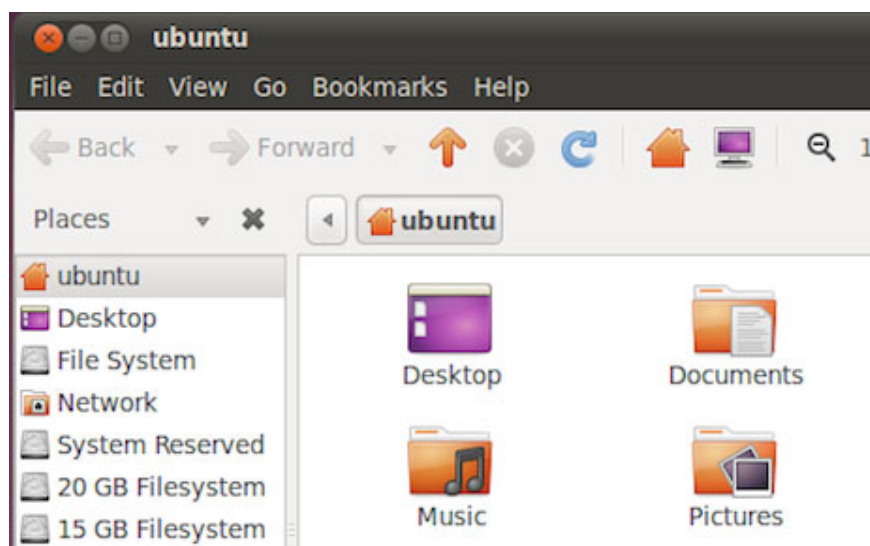 ubuntu
File Edit View Go Bookmarks Help
Back Forward 1
Places ubuntu
ubuntu
Desktop
File System
Network
System Reserved
20 GB Filesystem
15 GB Filesystem
Desktop Documents
Music Pictures